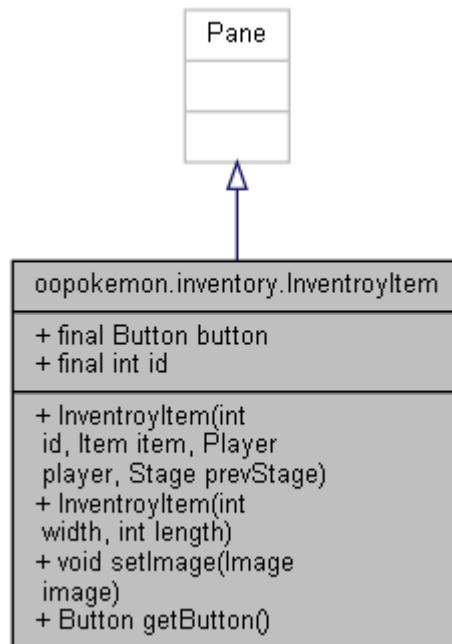 Pane
oopokemon.inventory.InventroyItem
+ final Button button
+ final int id
+ InventroyItem(int
id, Item item, Player
player, Stage prevStage)
+ InventroyItem(int
width, int length)
+ void setImage(Image
image)
+ Button getButton()